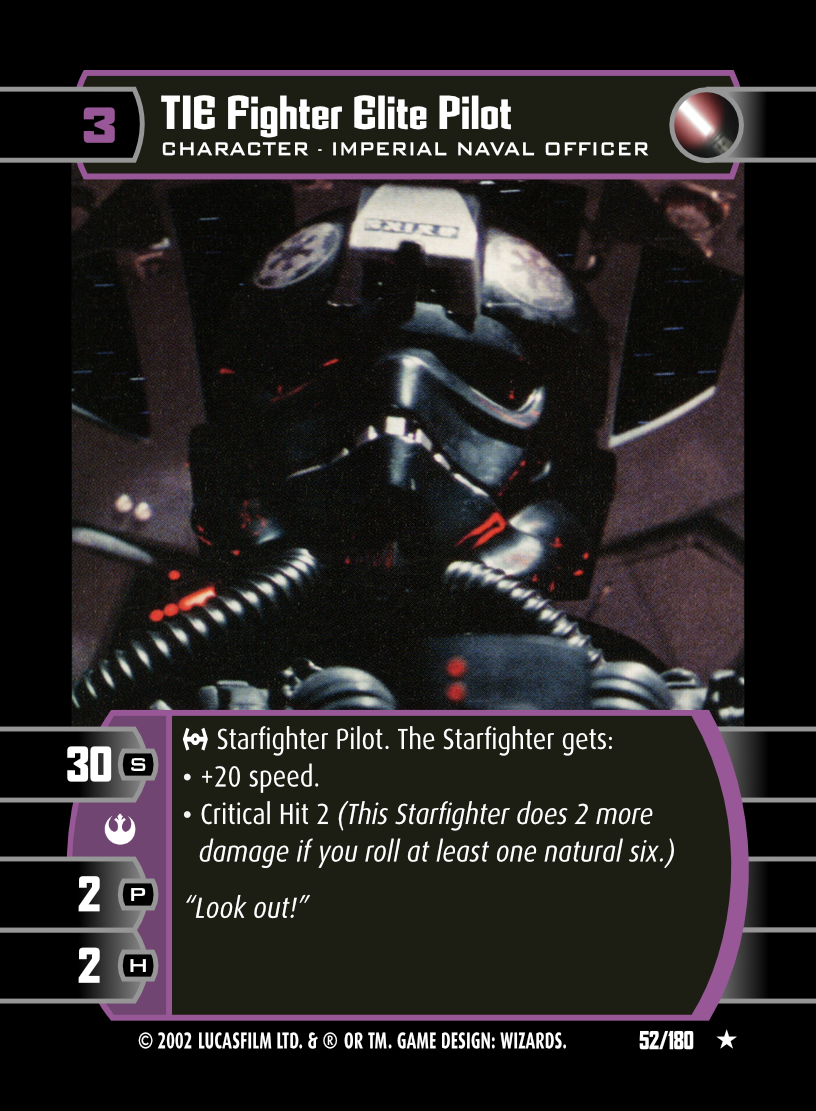 3
TIE Fighter Elite Pilot
CHARACTER · IMPERIAL NAVAL OFFICER
30 S
2 P
2 H
Starfighter Pilot. The Starfighter gets:
• +20 speed.
• Critical Hit 2 (This Starfighter does 2 more
damage if you roll at least one natural six.)
“Look out!”
© 2002 LUCASFILM LTD. & ® OR TM. GAME DESIGN: WIZARDS.
52/180